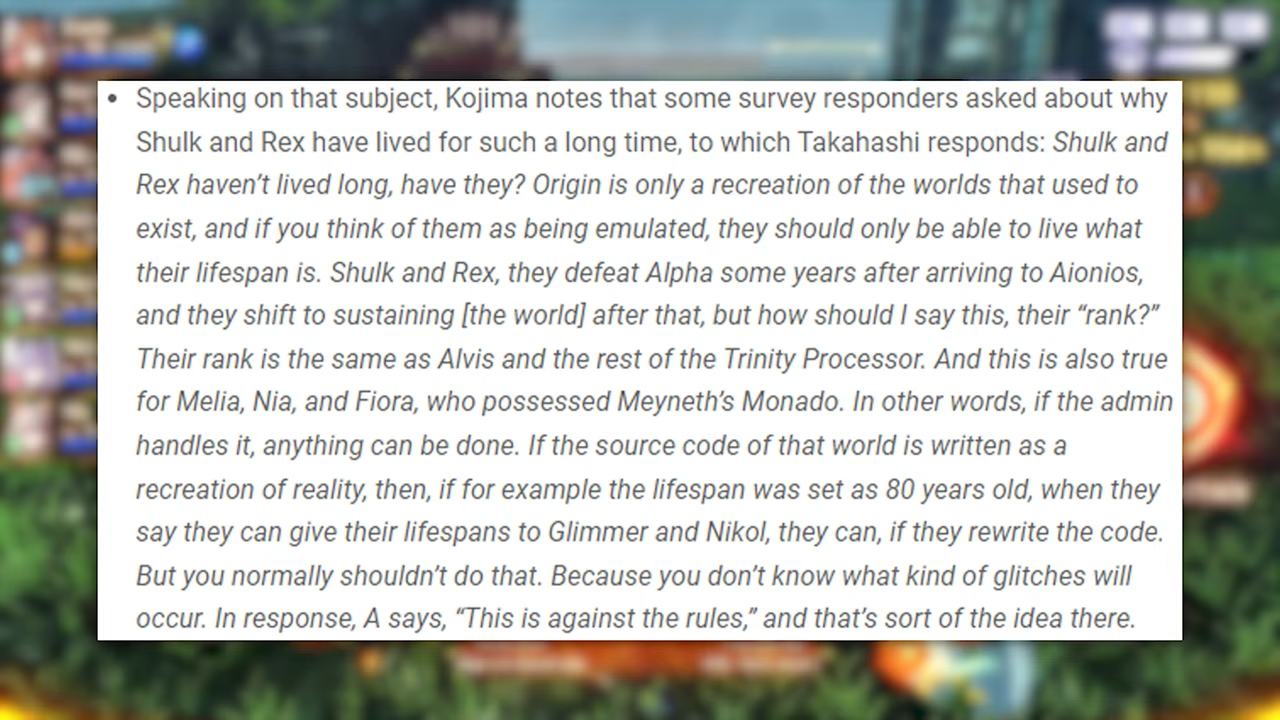 • Speaking on that subject, Kojima notes that some survey responders asked about why
Shulk and Rex have lived for such a long time, to which Takahashi responds: Shulk and
Rex haven’t lived long, have they? Origin is only a recreation of the worlds that used to
exist, and if you think of them as being emulated, they should only be able to live what
their lifespan is. Shulk and Rex, they defeat Alpha some years after arriving to Aionios,
and they shift to sustaining [the world] after that, but how should I say this, their “rank?”
Their rank is the same as Alvis and the rest of the Trinity Processor. And this is also true
for Melia, Nia, and Fiora, who possessed Meyneth’s Monado. In other words, if the admin
handles it, anything can be done. If the source code of that world is written as a
recreation of reality, then, if for example the lifespan was set as 80 years old, when they
say they can give their lifespans to Glimmer and Nikol, they can, if they rewrite the code.
But you normally shouldn’t do that. Because you don’t know what kind of glitches will
occur. In response, A says, “This is against the rules,” and that’s sort of the idea there.